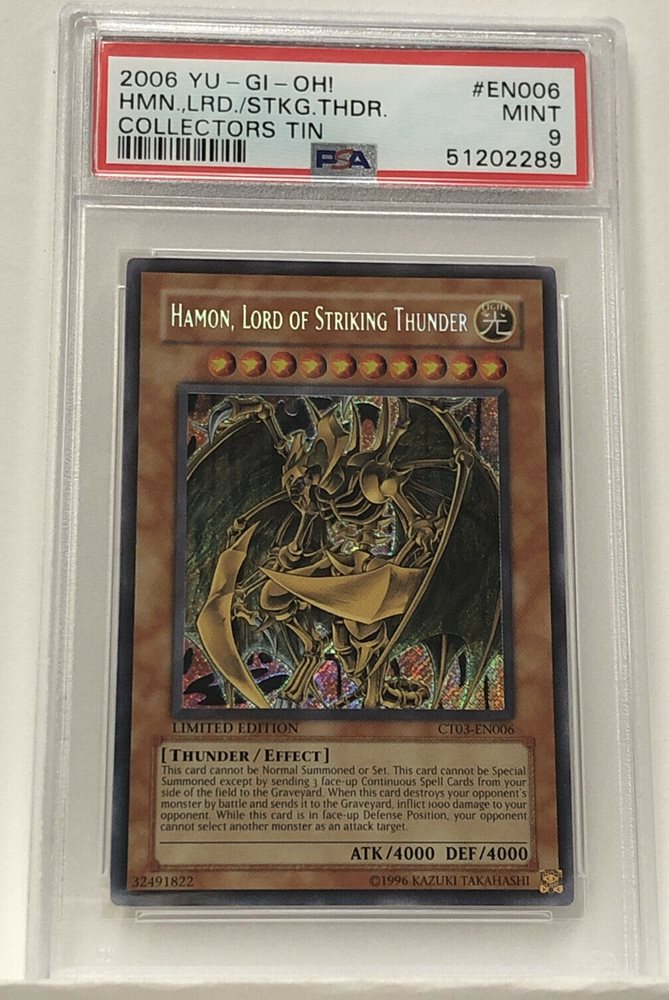 2006 YU-GI-OH! #EN006
HMN.,LRD./STKG.THDR. MINT
COLLECTORS TIN 9
PSA 51202289
HAMON, LORD OF STRIKING THUNDER
LIGHT
光
LIMITED EDITION CT03-EN006
[THUNDER/EFFECT]
This card cannot be Normal Summoned or Set. This card cannot be Special
Summoned except by sending 3 face-up Continuous Spell Cards from your
side of the field to the Graveyard. When this card destroys your opponent's
monster by battle and sends it to the Graveyard, inflict 1000 damage to your
opponent. While this card is in face-up Defense Position, your opponent
cannot select another monster as an attack target.
ATK/4000 DEF/4000
32491822 ©1996 KAZUKI TAKAHASHI